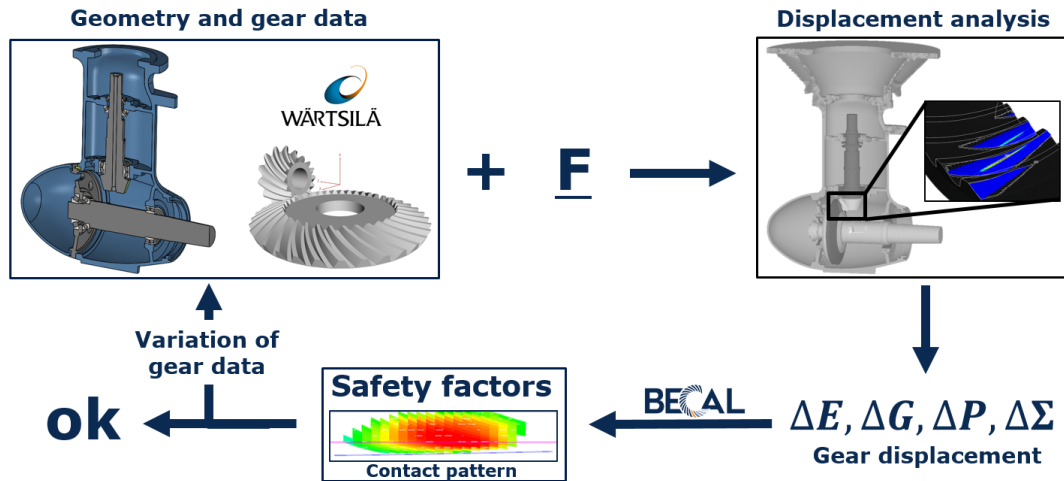 Geometry and gear data
Displacement analysis
WÄRTSILÄ
+ F
Variation of
gear data
ok
Safety factors
Contact pattern
BECAL
ΔE, ΔG, ΔP, ΔΣ
Gear displacement